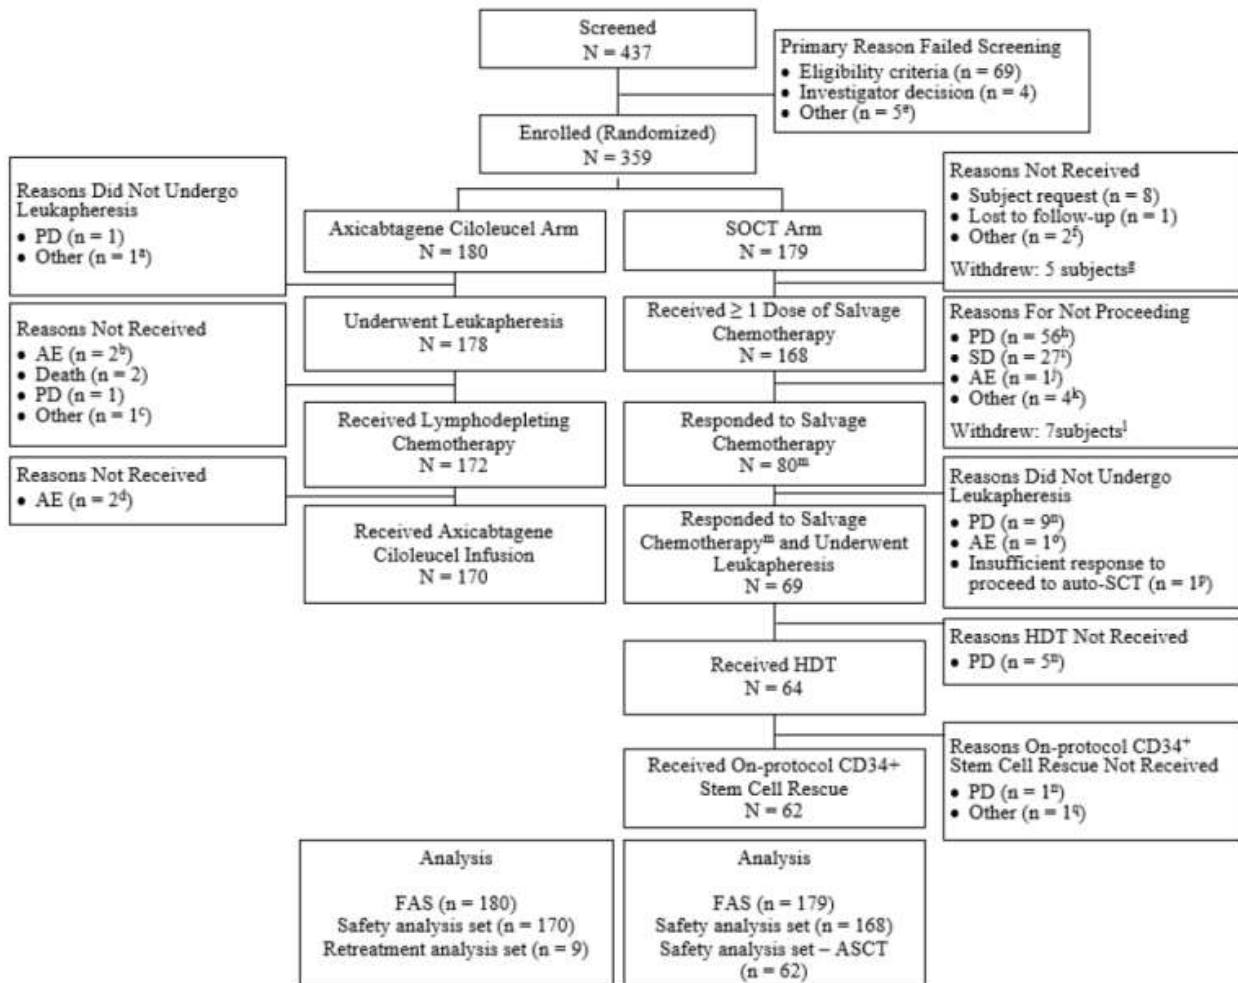 Screened
N = 437
Primary Reason Failed Screening
• Eligibility criteria (n = 69)
• Investigator decision (n = 4)
• Other (n = 5ᵉ)
Enrolled (Randomized)
N = 359
Reasons Did Not Undergo
Leukapheresis
• PD (n = 1)
• Other (n = 1ᵃ)
Axicabtagene Ciloleucel Arm
N = 180
SOCT Arm
N = 179
Reasons Not Received
• Subject request (n = 8)
• Lost to follow-up (n = 1)
• Other (n = 2ᶠ)
Withdrew: 5 subjectsᵍ
Underwent Leukapheresis
N = 178
Received ≥ 1 Dose of Salvage
Chemotherapy
N = 168
Reasons Not Received
• AE (n = 2ᵇ)
• Death (n = 2)
• PD (n = 1)
• Other (n = 1ᶜ)
Reasons For Not Proceeding
• PD (n = 56ʰ)
• SD (n = 27ⁱ)
• AE (n = 1ʲ)
• Other (n = 4ᵏ)
Withdrew: 7subjectsˡ
Received Lymphodepleting
Chemotherapy
N = 172
Responded to Salvage
Chemotherapy
N = 80ᵐ
Reasons Not Received
• AE (n = 2ᵈ)
Reasons Did Not Undergo
Leukapheresis
• PD (n = 9ⁿ)
• AE (n = 1ᵒ)
• Insufficient response to
proceed to auto-SCT (n = 1ᵖ)
Received Axicabtagene
Ciloleucel Infusion
N = 170
Responded to Salvage
Chemotherapyᵐ and Underwent
Leukapheresis
N = 69
Reasons HDT Not Received
• PD (n = 5ⁿ)
Received HDT
N = 64
Reasons On-protocol CD34⁺
Stem Cell Rescue Not Received
• PD (n = 1ⁿ)
• Other (n = 1q)
Received On-protocol CD34+
Stem Cell Rescue
N = 62
Analysis
FAS (n = 180)
Safety analysis set (n = 170)
Retreatment analysis set (n = 9)
Analysis
FAS (n = 179)
Safety analysis set (n = 168)
Safety analysis set – ASCT
(n = 62)